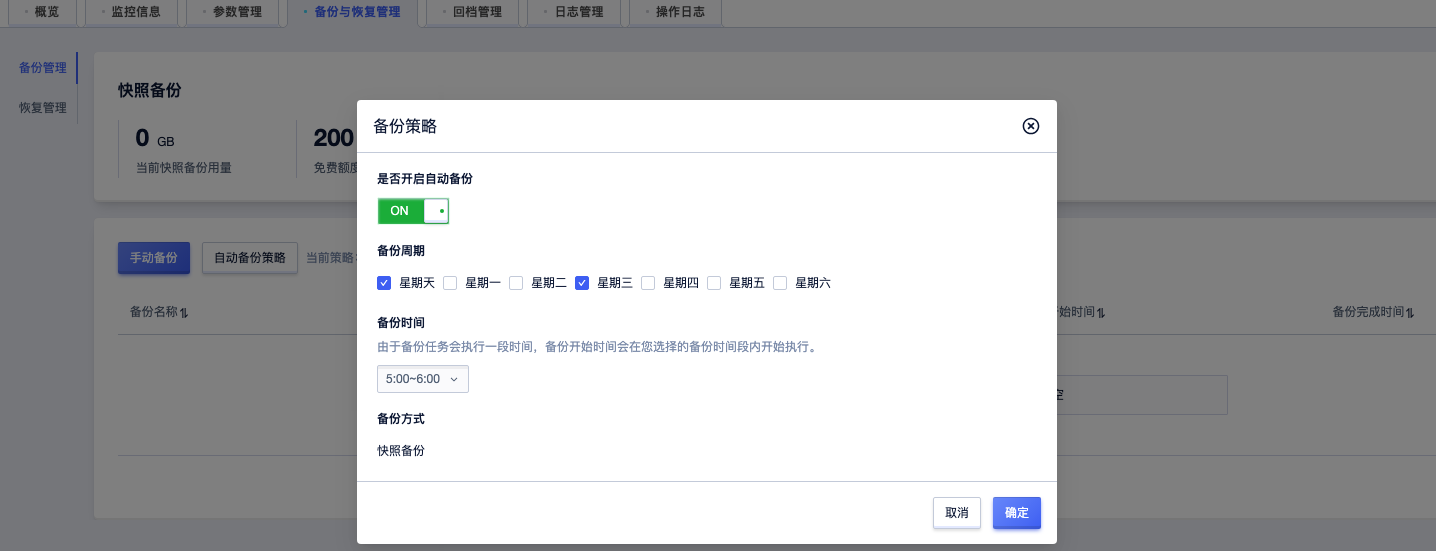 概览 监控信息 参数管理 备份与恢复管理 回档管理 日志管理 操作日志
备份管理
恢复管理
快照备份
0 GB
当前快照备份用量
200
免费额度
手动备份 自动备份策略 当前策略
备份名称 始时间 备份完成时间
空
备份策略
是否开启自动备份
ON
备份周期
星期天 星期一 星期二 星期三 星期四 星期五 星期六
备份时间
由于备份任务会执行一段时间，备份开始时间会在您选择的备份时间段内开始执行。
5:00~6:00
备份方式
快照备份
取消 确定